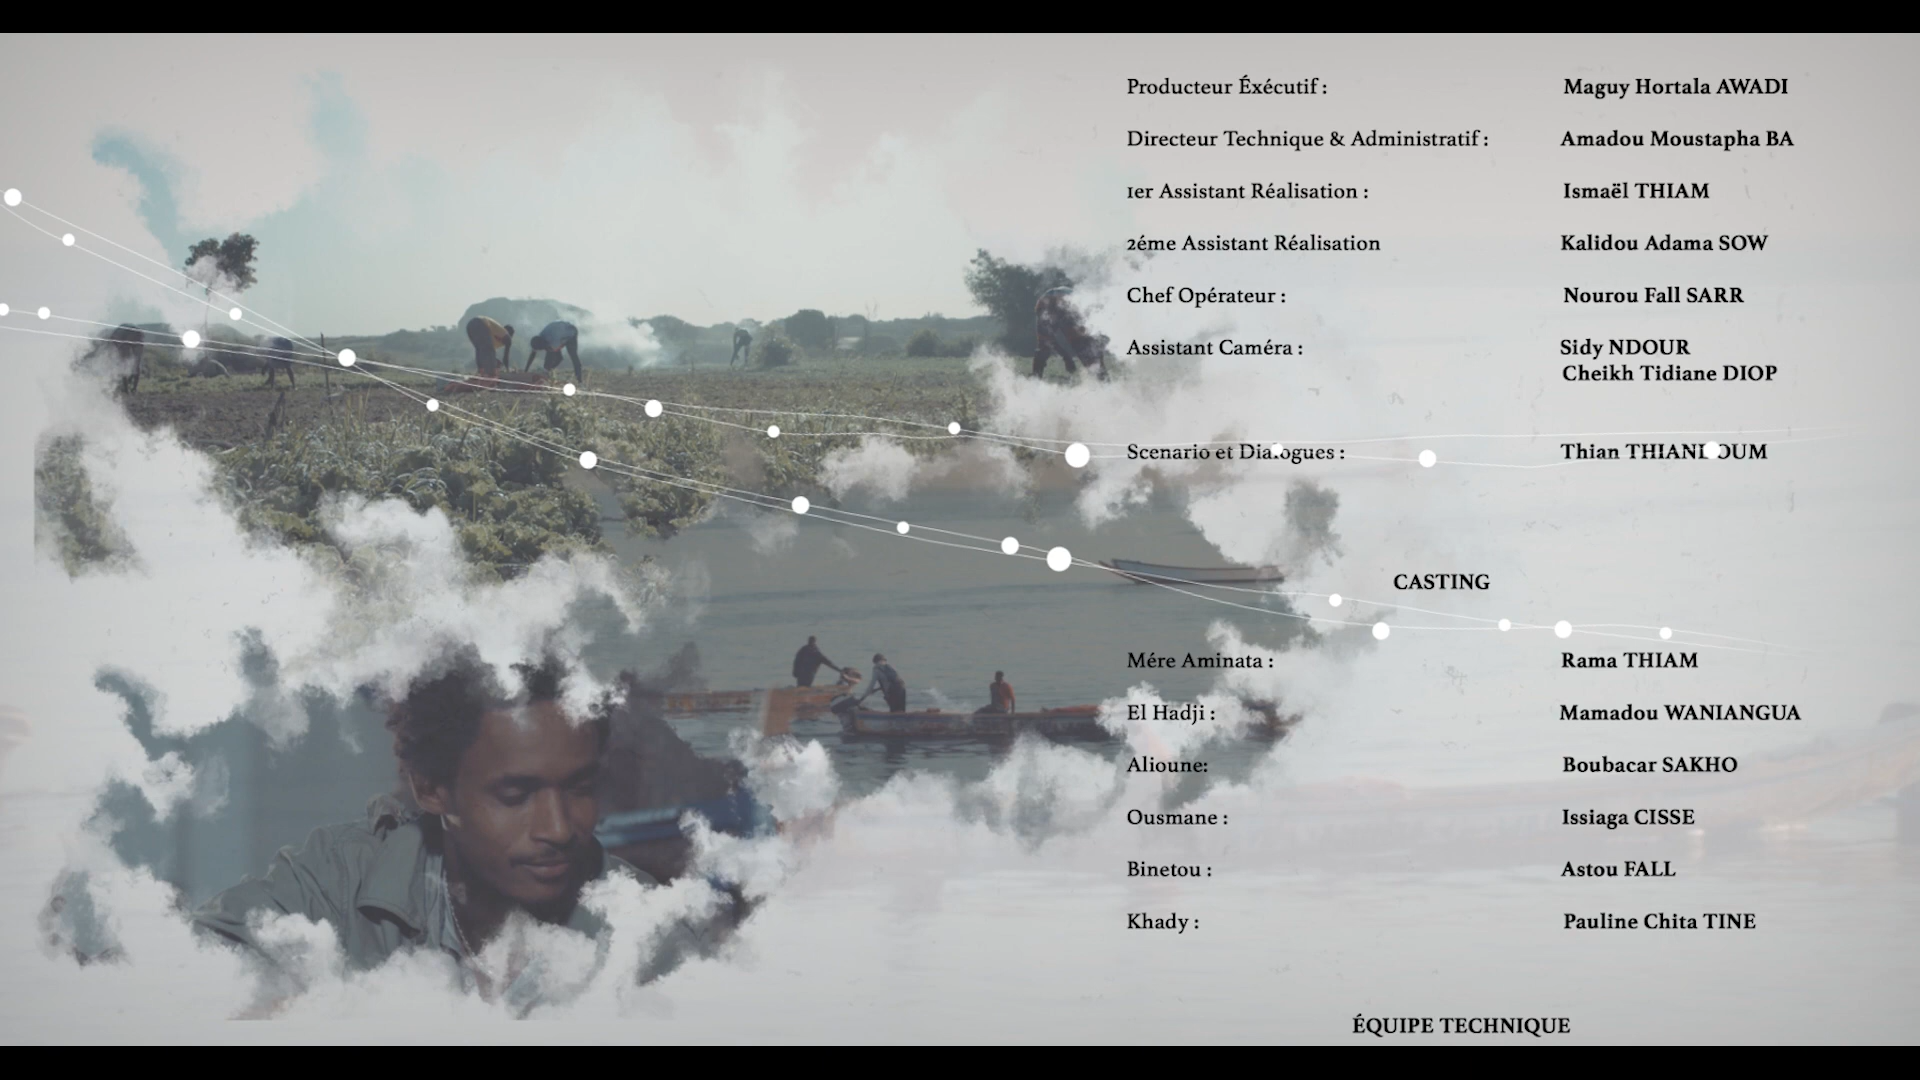 Producteur Éxécutif : Maguy Hortala AWADI
Directeur Technique & Administratif : Amadou Moustapha BA
1er Assistant Réalisation : Ismaël THIAM
2éme Assistant Réalisation Kalidou Adama SOW
Chef Opérateur : Nourou Fall SARR
Assistant Caméra : Sidy NDOUR
Cheikh Tidiane DIOP
Scenario et Dialogues : Thian
CASTING
Mére Aminata : Rama THIAM
El Hadji : Mamadou WANIANGUA
Alioune: Boubacar SAKHO
Ousmane : Issiaga CISSE
Binetou : Astou FALL
Khady : Pauline Chita TINE
ÉQUIPE TECHNIQUE